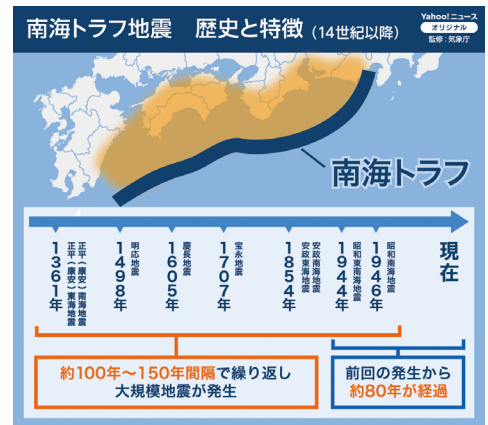 南海トラフ地震 歴史と特徴（14世紀以降）
Yahoo!ニュース
オリジナル
監修：気象庁
南海トラフ
1361年
正平（康安）南海地震
正平（康安）東海地震
1498年
明応地震
1605年
慶長地震
1707年
宝永地震
1854年
安政南海地震
安政東海地震
1944年
昭和東南海地震
1946年
昭和南海地震
現在
約100年〜150年間隔で繰り返し
大規模地震が発生
前回の発生から
約80年が経過